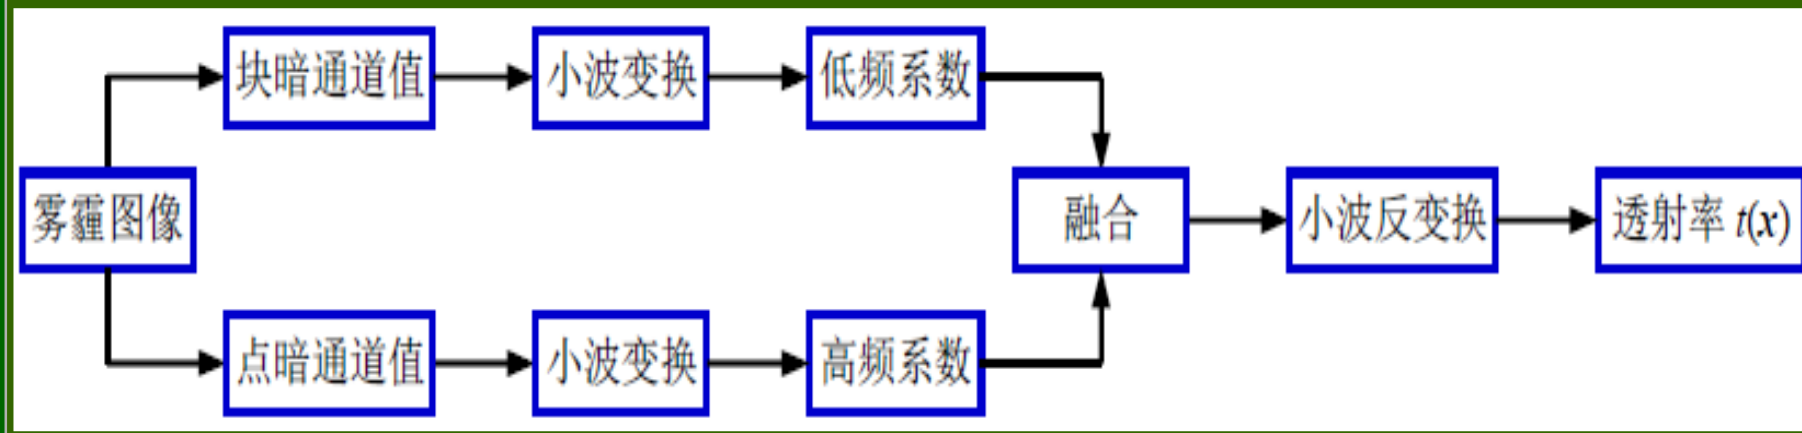 块暗通道值
小波变换
低频系数
雾霾图像
融合
小波反变换
透射率 t(x)
点暗通道值
小波变换
高频系数